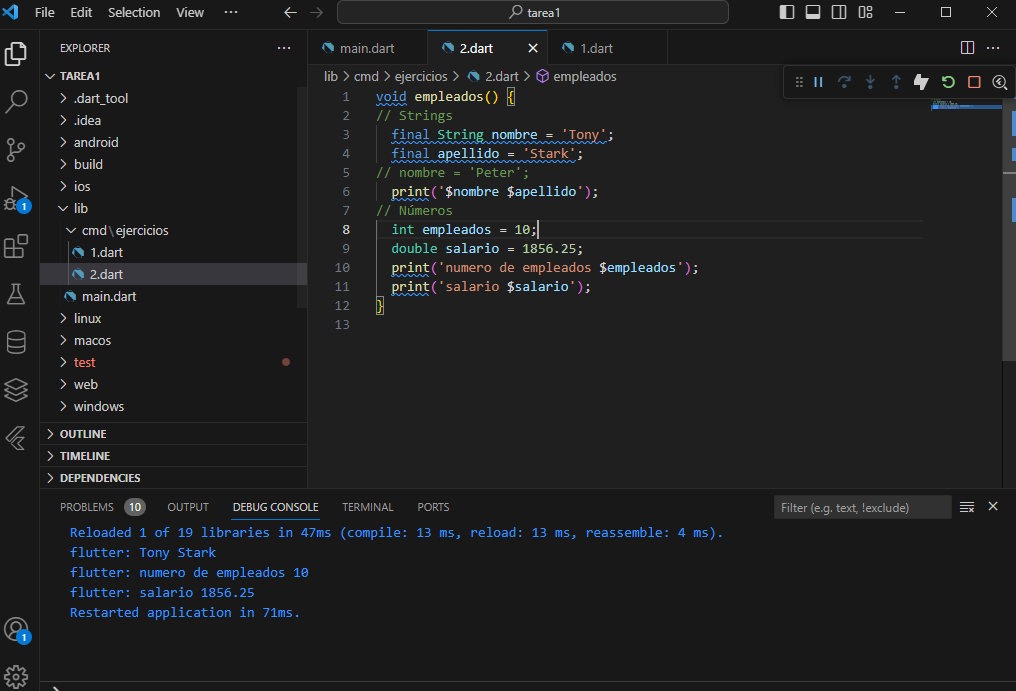 File Edit Selection View ··· tarea1
EXPLORER ···
TAREA1
.dart_tool
.idea
android
build
ios
lib
cmd\ejercicios
1.dart
2.dart
main.dart
linux
macos
test
web
windows
OUTLINE
TIMELINE
DEPENDENCIES
1
1
main.dart 2.dart 1.dart ···
lib > cmd > ejercicios > 2.dart > empleados
1 void empleados() {
2 // Strings
3 final String nombre = 'Tony';
4 final apellido = 'Stark';
5 // nombre = 'Peter';
6 print('$nombre $apellido');
7 // Números
8 int empleados = 10;
9 double salario = 1856.25;
10 print('numero de empleados $empleados');
11 print('salario $salario');
12 }
13
PROBLEMS 10 OUTPUT DEBUG CONSOLE TERMINAL PORTS Filter (e.g. text, !exclude)
Reloaded 1 of 19 libraries in 47ms (compile: 13 ms, reload: 13 ms, reassemble: 4 ms).
flutter: Tony Stark
flutter: numero de empleados 10
flutter: salario 1856.25
Restarted application in 71ms.